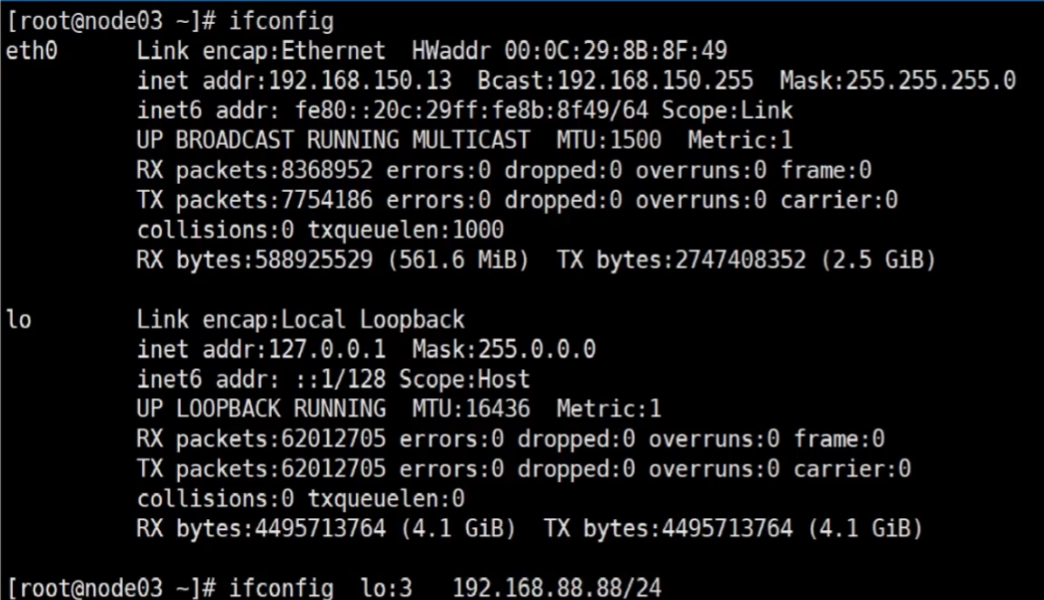 [root@node03 ~]# ifconfig
eth0      Link encap:Ethernet  HWaddr 00:0C:29:8B:8F:49
          inet addr:192.168.150.13  Bcast:192.168.150.255  Mask:255.255.255.0
          inet6 addr: fe80::20c:29ff:fe8b:8f49/64 Scope:Link
          UP BROADCAST RUNNING MULTICAST  MTU:1500  Metric:1
          RX packets:8368952 errors:0 dropped:0 overruns:0 frame:0
          TX packets:7754186 errors:0 dropped:0 overruns:0 carrier:0
          collisions:0 txqueuelen:1000
          RX bytes:588925529 (561.6 MiB)  TX bytes:2747408352 (2.5 GiB)

lo        Link encap:Local Loopback
          inet addr:127.0.0.1  Mask:255.0.0.0
          inet6 addr: ::1/128 Scope:Host
          UP LOOPBACK RUNNING  MTU:16436  Metric:1
          RX packets:62012705 errors:0 dropped:0 overruns:0 frame:0
          TX packets:62012705 errors:0 dropped:0 overruns:0 carrier:0
          collisions:0 txqueuelen:0
          RX bytes:4495713764 (4.1 GiB)  TX bytes:4495713764 (4.1 GiB)

[root@node03 ~]# ifconfig  lo:3   192.168.88.88/24